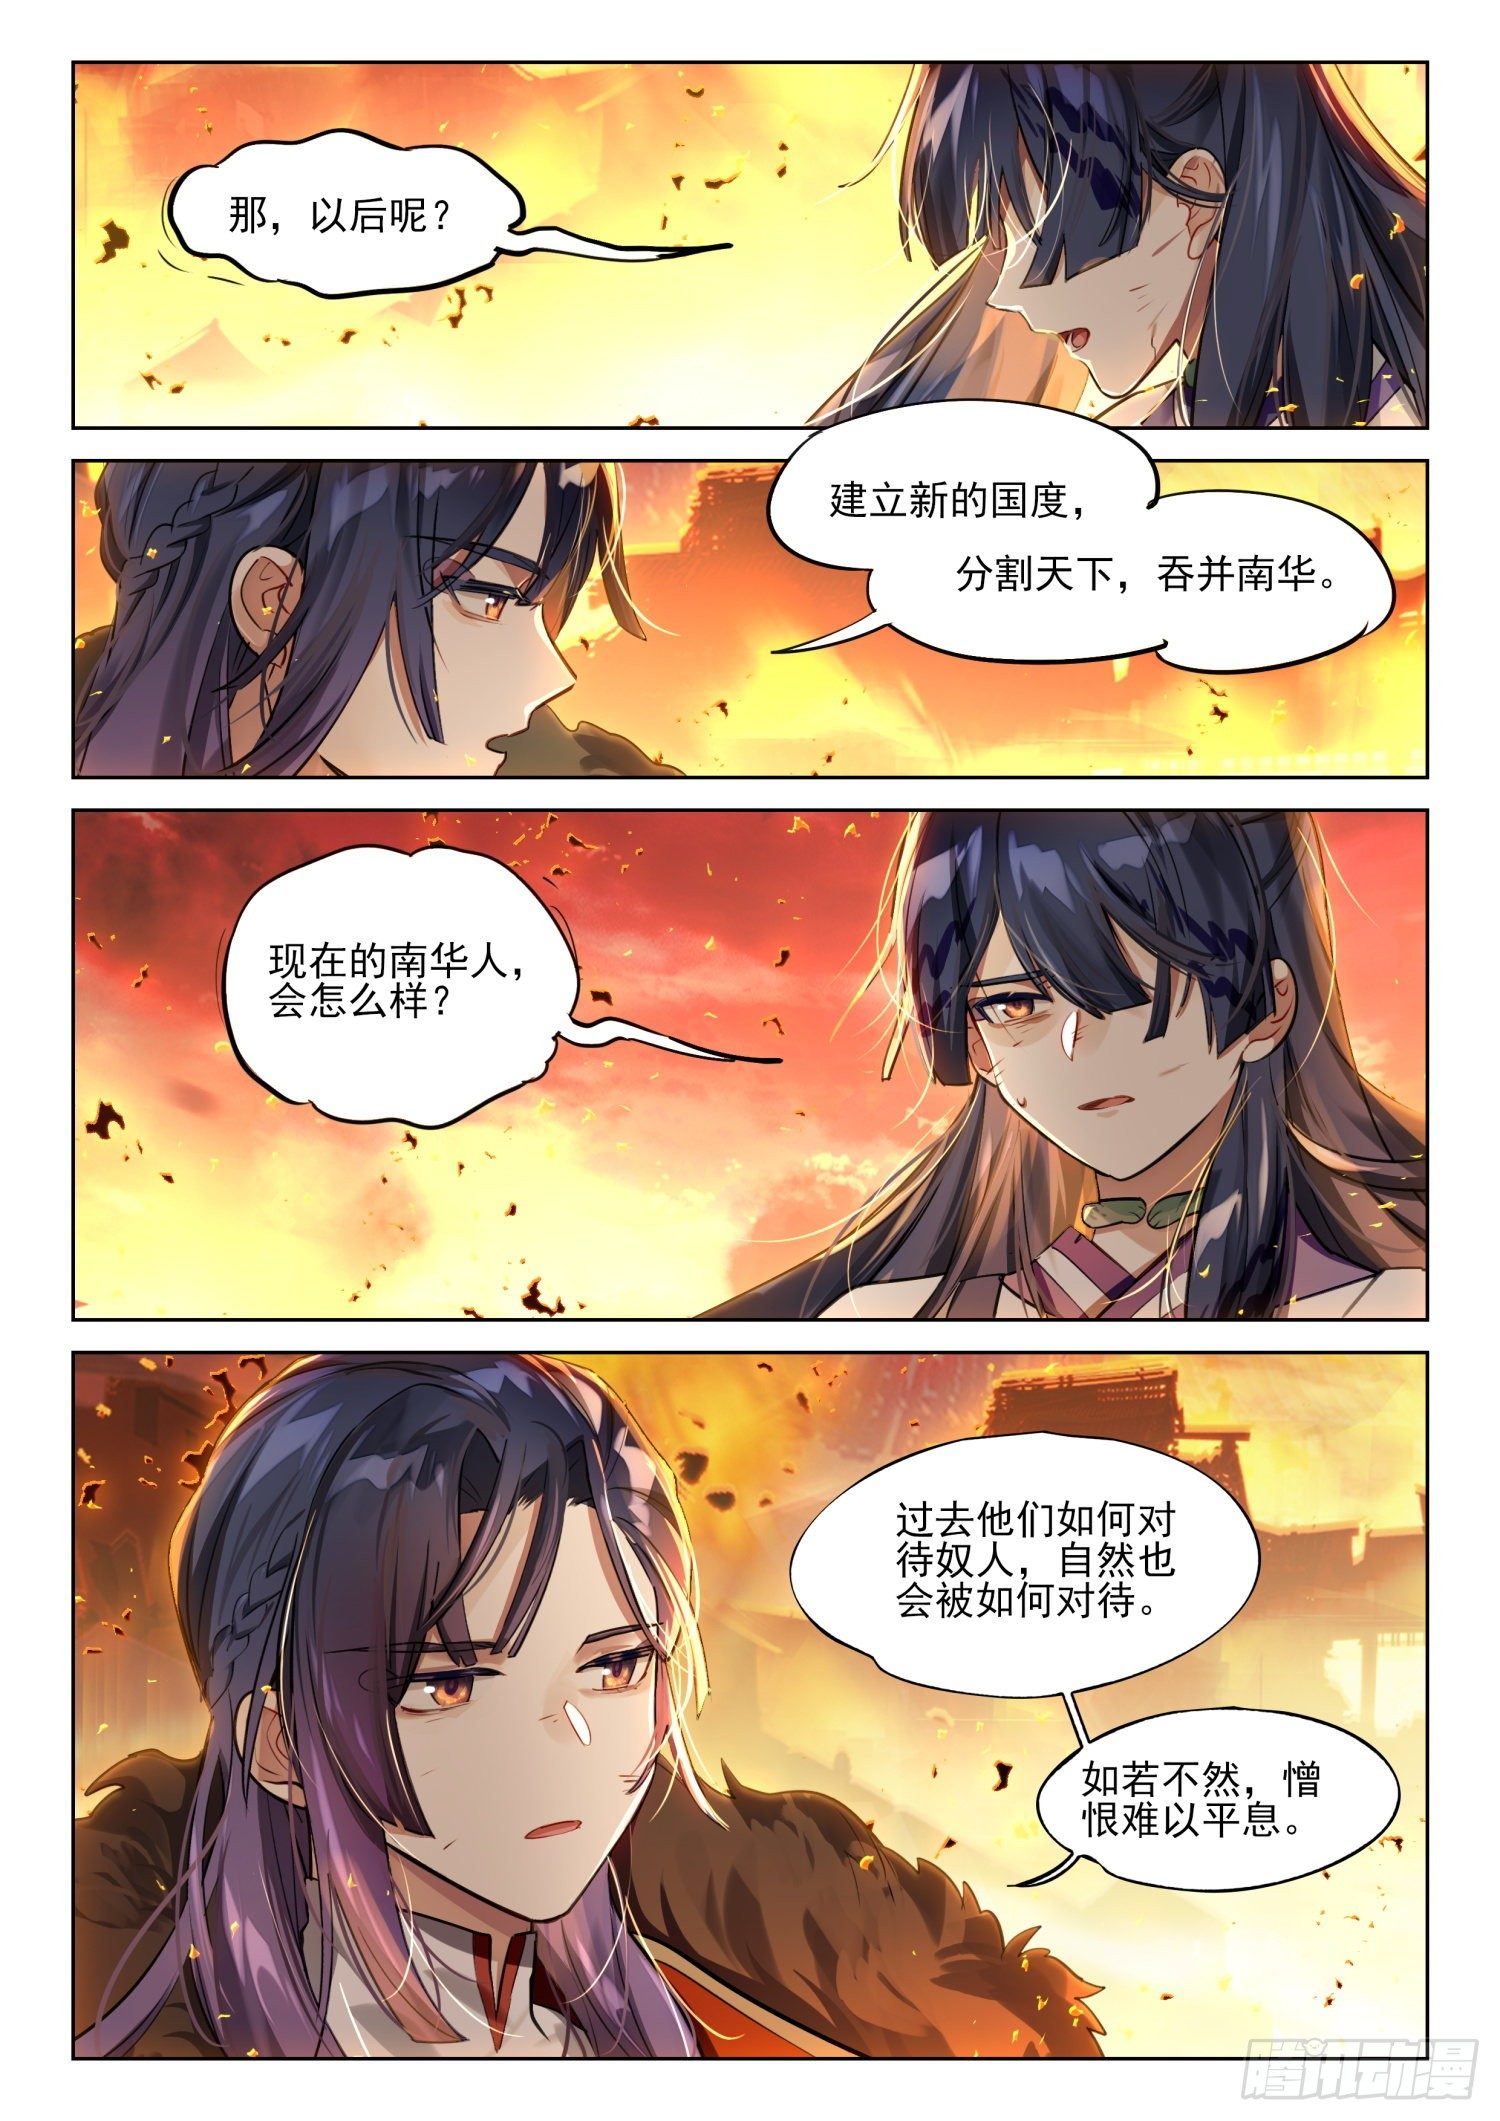 那，以后呢？
建立新的国度，
分割天下，吞并南华。
现在的南华人，
会怎么样？
过去他们如何对
待奴人，自然也
会被如何对待。
如若不然，憎
恨难以平息。
腾讯动漫